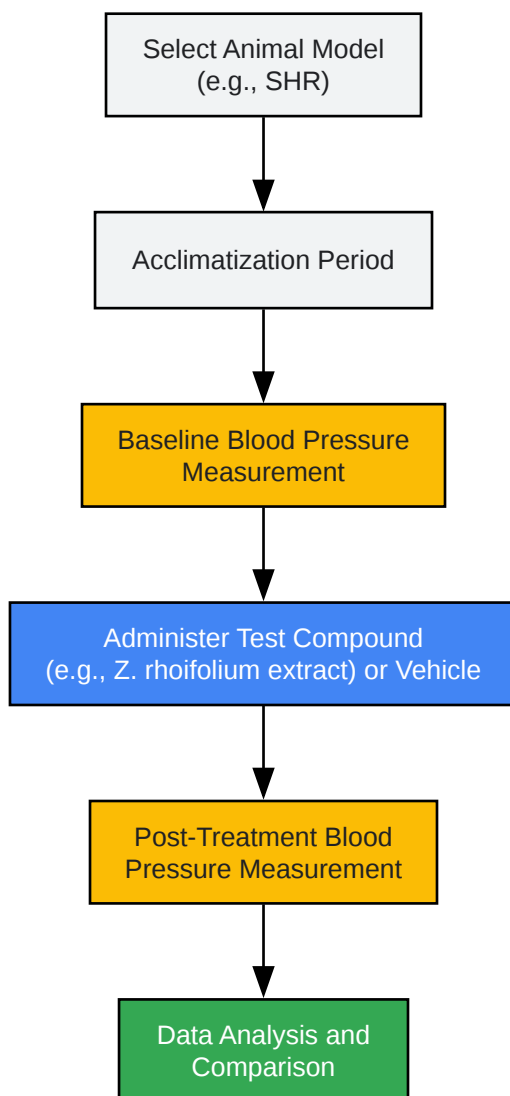 Select Animal Model
(e.g., SHR)
Acclimatization Period
Baseline Blood Pressure
Measurement
Administer Test Compound
(e.g., Z. rhoifolium extract) or Vehicle
Post-Treatment Blood
Pressure Measurement
Data Analysis and
Comparison